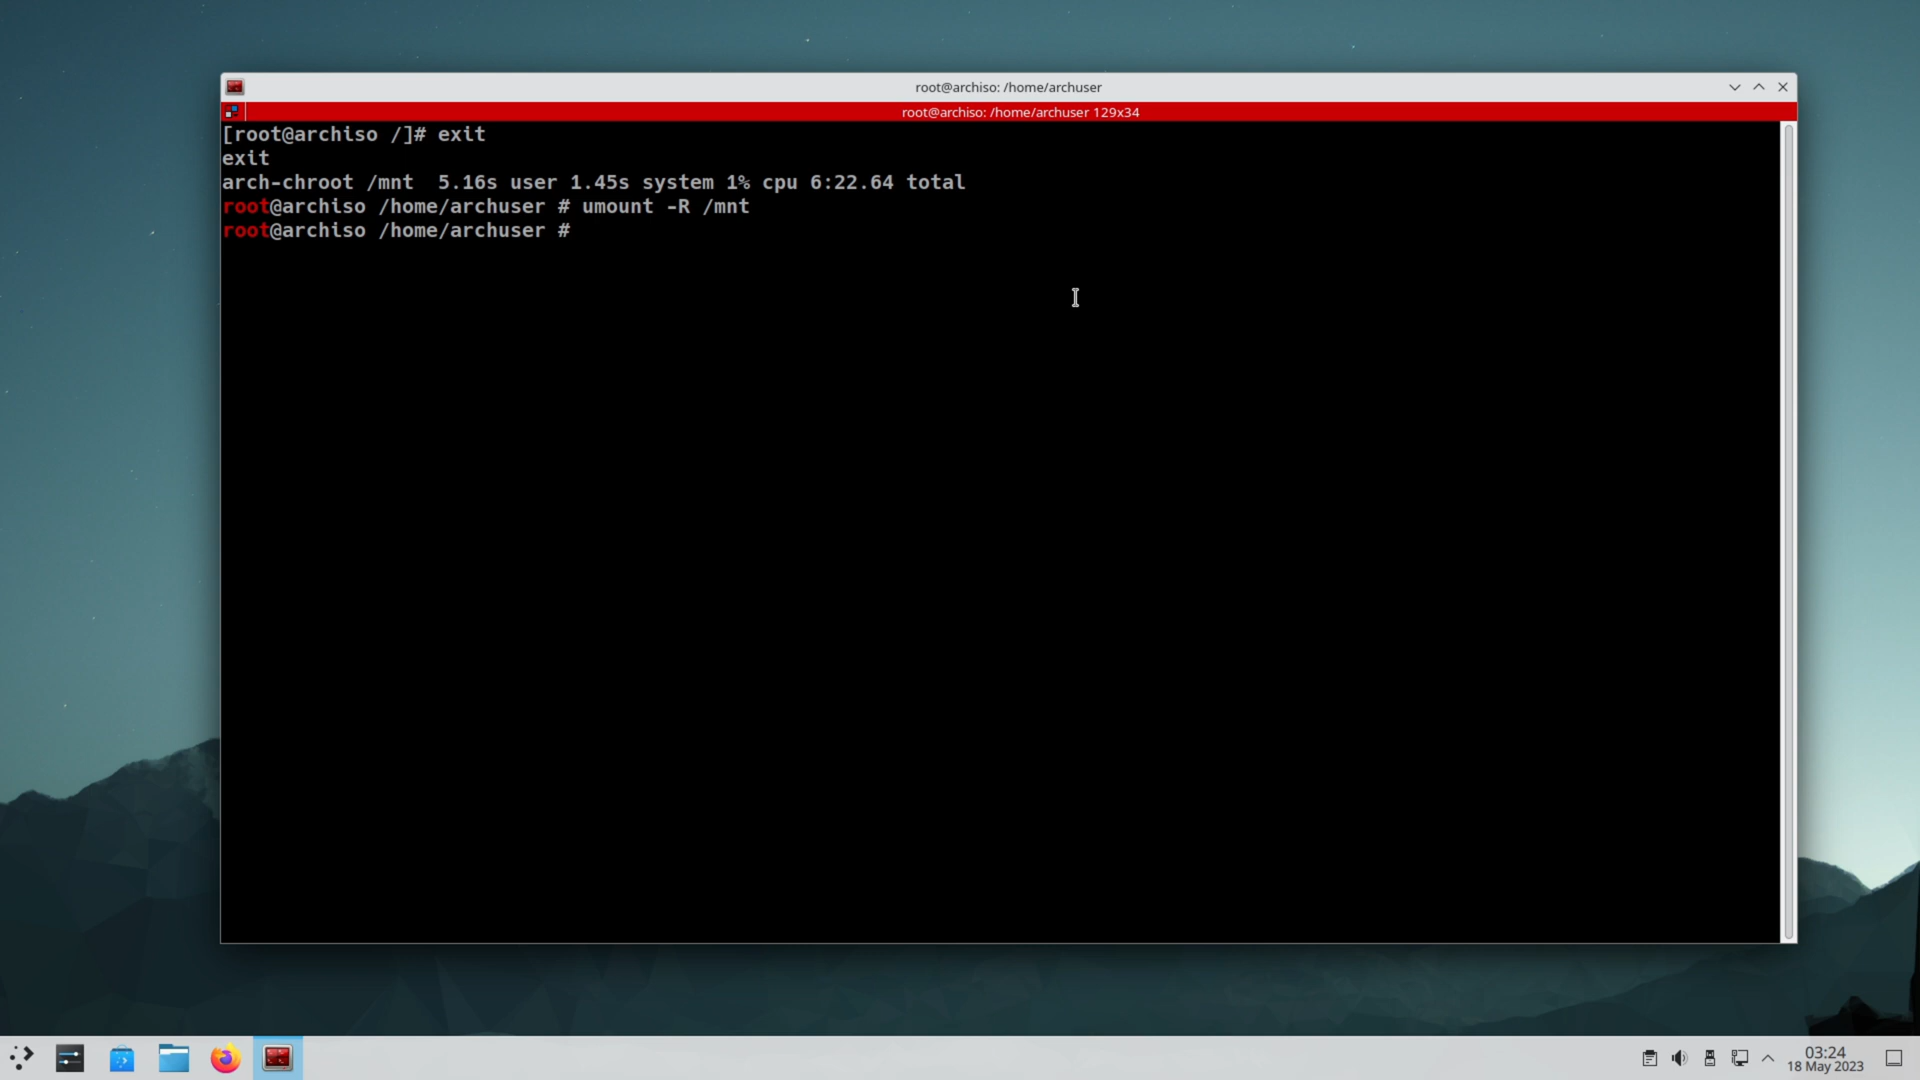 root@archiso: /home/archuser
root@archiso: /home/archuser 129x34
[root@archiso /]# exit
exit
arch-chroot /mnt  5.16s user 1.45s system 1% cpu 6:22.64 total
root@archiso /home/archuser # umount -R /mnt
root@archiso /home/archuser #
03:24
18 May 2023